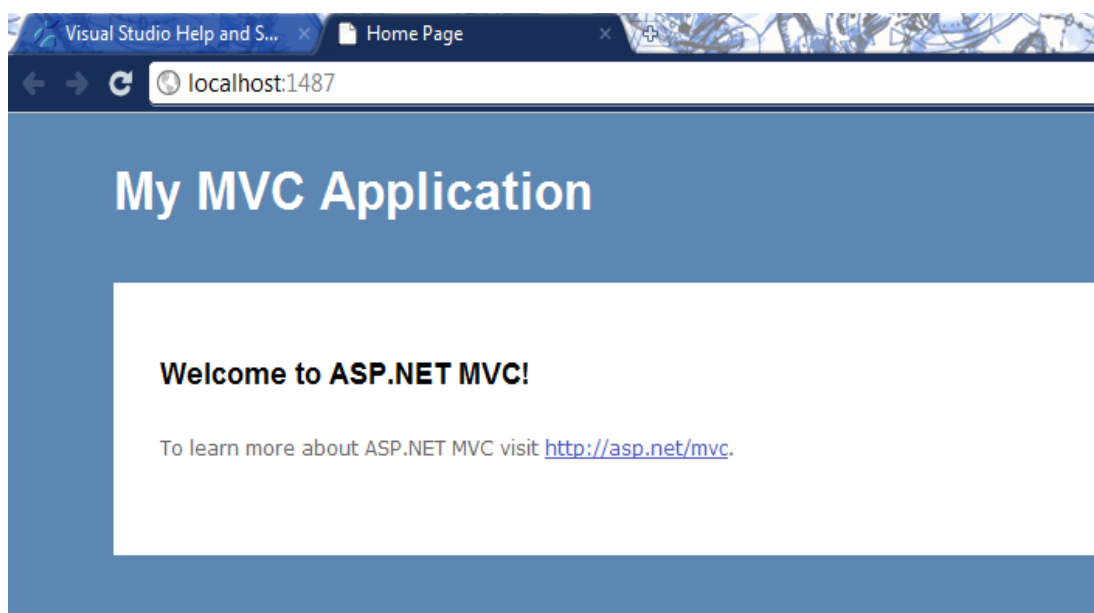 Visual Studio Help and S...
Home Page
localhost:1487
My MVC Application
Welcome to ASP.NET MVC!
To learn more about ASP.NET MVC visit http://asp.net/mvc.